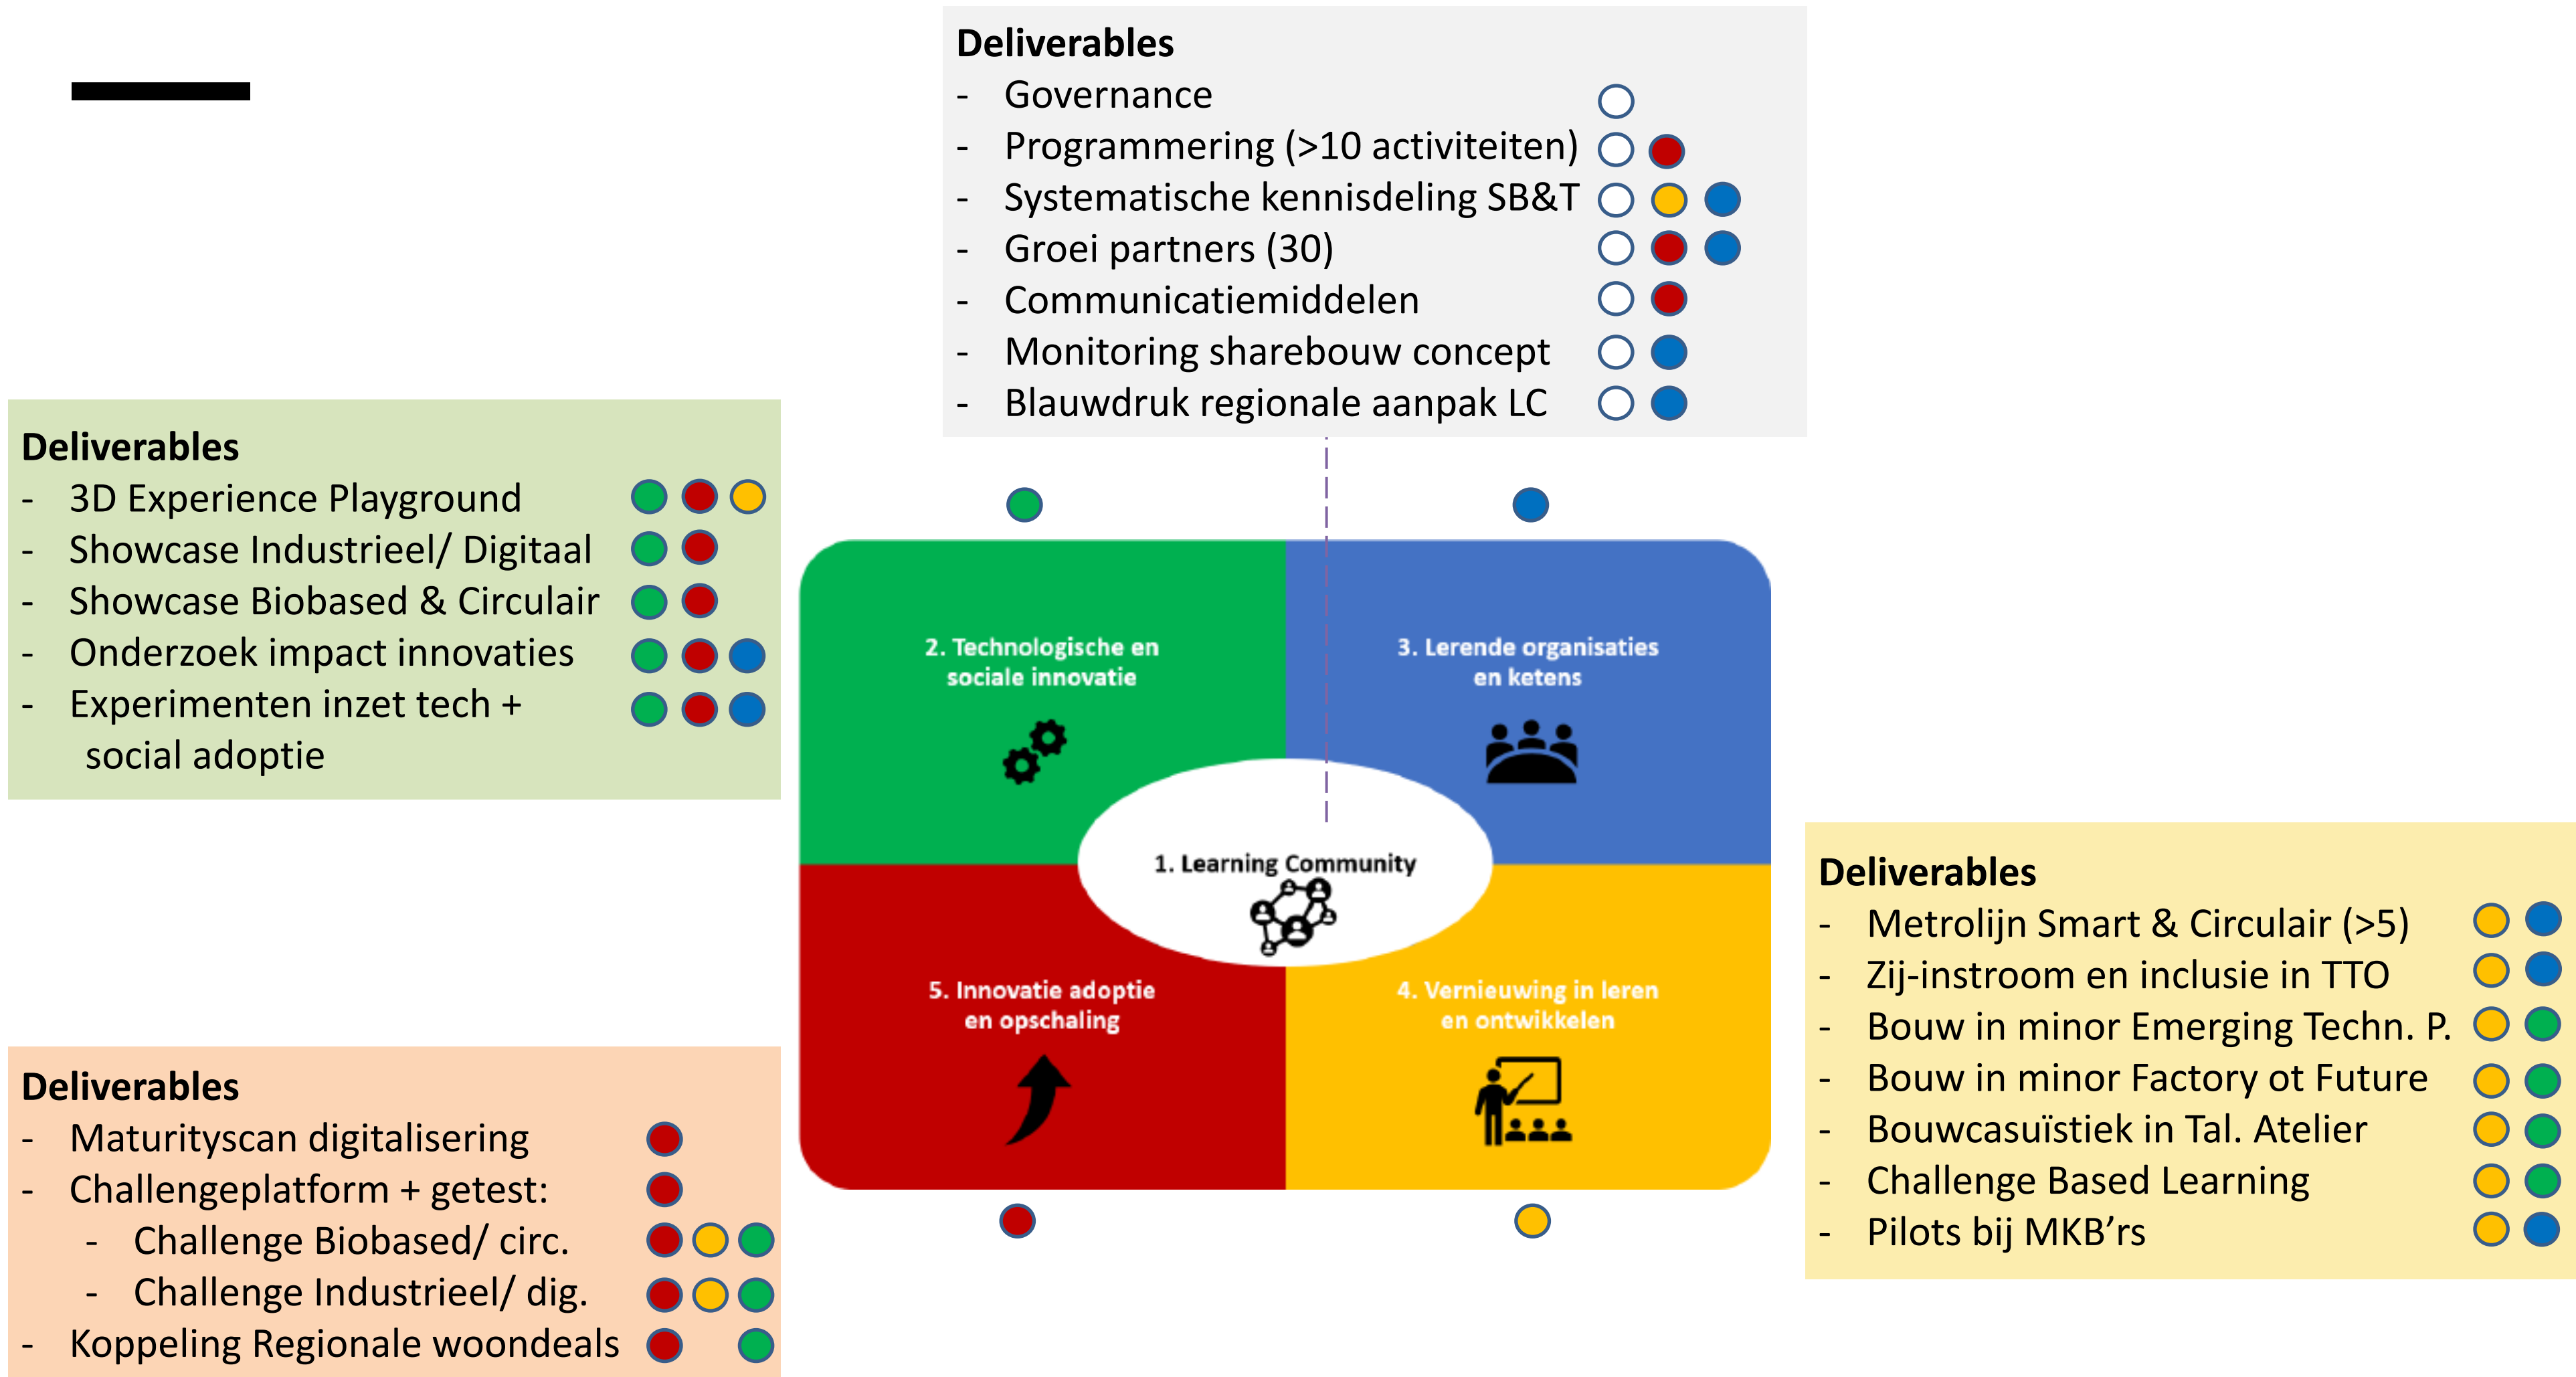 Deliverables
- Governance
- Programmering (>10 activiteiten)
- Systematische kennisdeling SB&T
- Groei partners (30)
- Communicatiemiddelen
- Monitoring sharebouw concept
- Blauwdruk regionale aanpak LC
Deliverables
- 3D Experience Playground
- Showcase Industrieel/ Digitaal
- Showcase Biobased & Circulair
- Onderzoek impact innovaties
- Experimenten inzet tech +
social adoptie
2. Technologische en
sociale innovatie
3. Lerende organisaties
en ketens
1. Learning Community
5. Innovatie adoptie
en opschaling
4. Vernieuwing in leren
en ontwikkelen
Deliverables
- Metrolijn Smart & Circulair (>5)
- Zij-instroom en inclusie in TTO
- Bouw in minor Emerging Techn. P.
- Bouw in minor Factory ot Future
- Bouwcasuïstiek in Tal. Atelier
- Challenge Based Learning
- Pilots bij MKB’rs
Deliverables
- Maturityscan digitalisering
- Challengeplatform + getest:
- Challenge Biobased/ circ.
- Challenge Industrieel/ dig.
- Koppeling Regionale woondeals